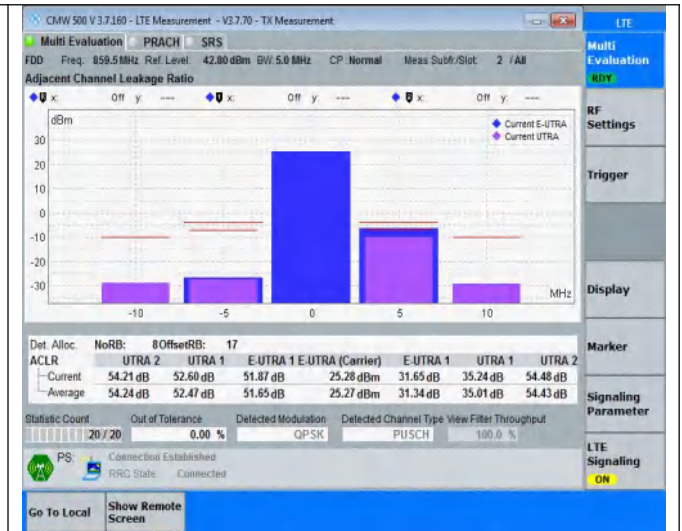 CMW 500 V 3.7.160 - LTE Measurement - V3.7.70 - TX Measurement
LTE
Multi Evaluation PRACH SRS
Multi Evaluation
RDY
FDD Freq.: 859.5 MHz Ref. Level: 42.80 dBm BW: 5.0 MHz CP: Normal Meas Subfr./Slot: 2 / All
Adjacent Channel Leakage Ratio
x: Off y: --- x: Off y: --- x: Off y: ---
RF Settings
dBm
Current E-UTRA
Current UTRA
30
20
10
0
-10
-20
-30
MHz
-10 -5 0 5 10
Trigger
Display
Marker
Signaling Parameter
LTE Signaling
ON
Det. Alloc. NoRB: 8 OffsetRB: 17
ACLR UTRA 2 UTRA 1 E-UTRA 1 E-UTRA (Carrier) E-UTRA 1 UTRA 1 UTRA 2
Current 54.21 dB 52.60 dB 51.87 dB 25.28 dBm 31.65 dB 35.24 dB 54.48 dB
Average 54.24 dB 52.47 dB 51.65 dB 25.27 dBm 31.34 dB 35.01 dB 54.43 dB
Statistic Count Out of Tolerance Detected Modulation Detected Channel Type View Filter Throughput
20 / 20 0.00 % QPSK PUSCH 100.0 %
PS: Connection Established
RRC State Connected
Go To Local Show Remote Screen